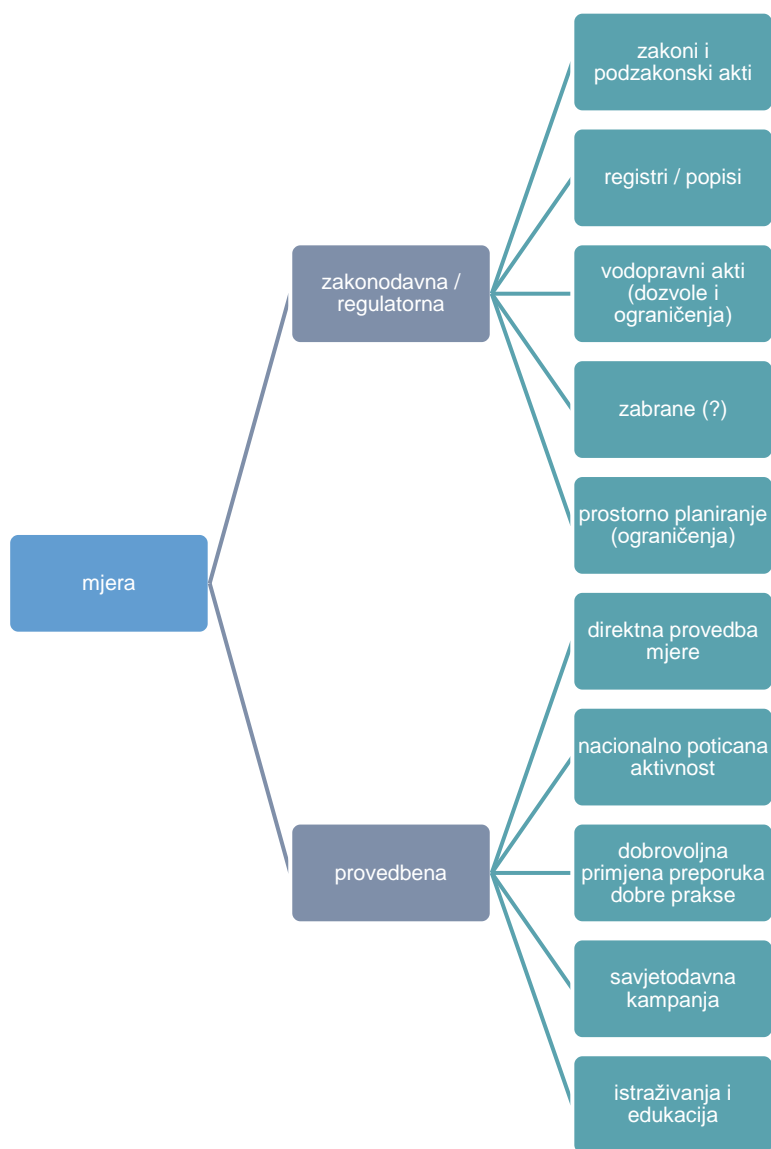 zakoni i
podzakonski akti
registri / popisi
zakonodavna /
regulatorna
vodopravni akti
(dozvole i
ograničenja)
zabrane (?)
prostorno planiranje
(ograničenja)
mjera
direktna provedba
mjere
nacionalno poticana
aktivnost
provedbena
dobrovoljna
primjena preporuka
dobre prakse
savjetodavna
kampanja
istraživanja i
edukacija